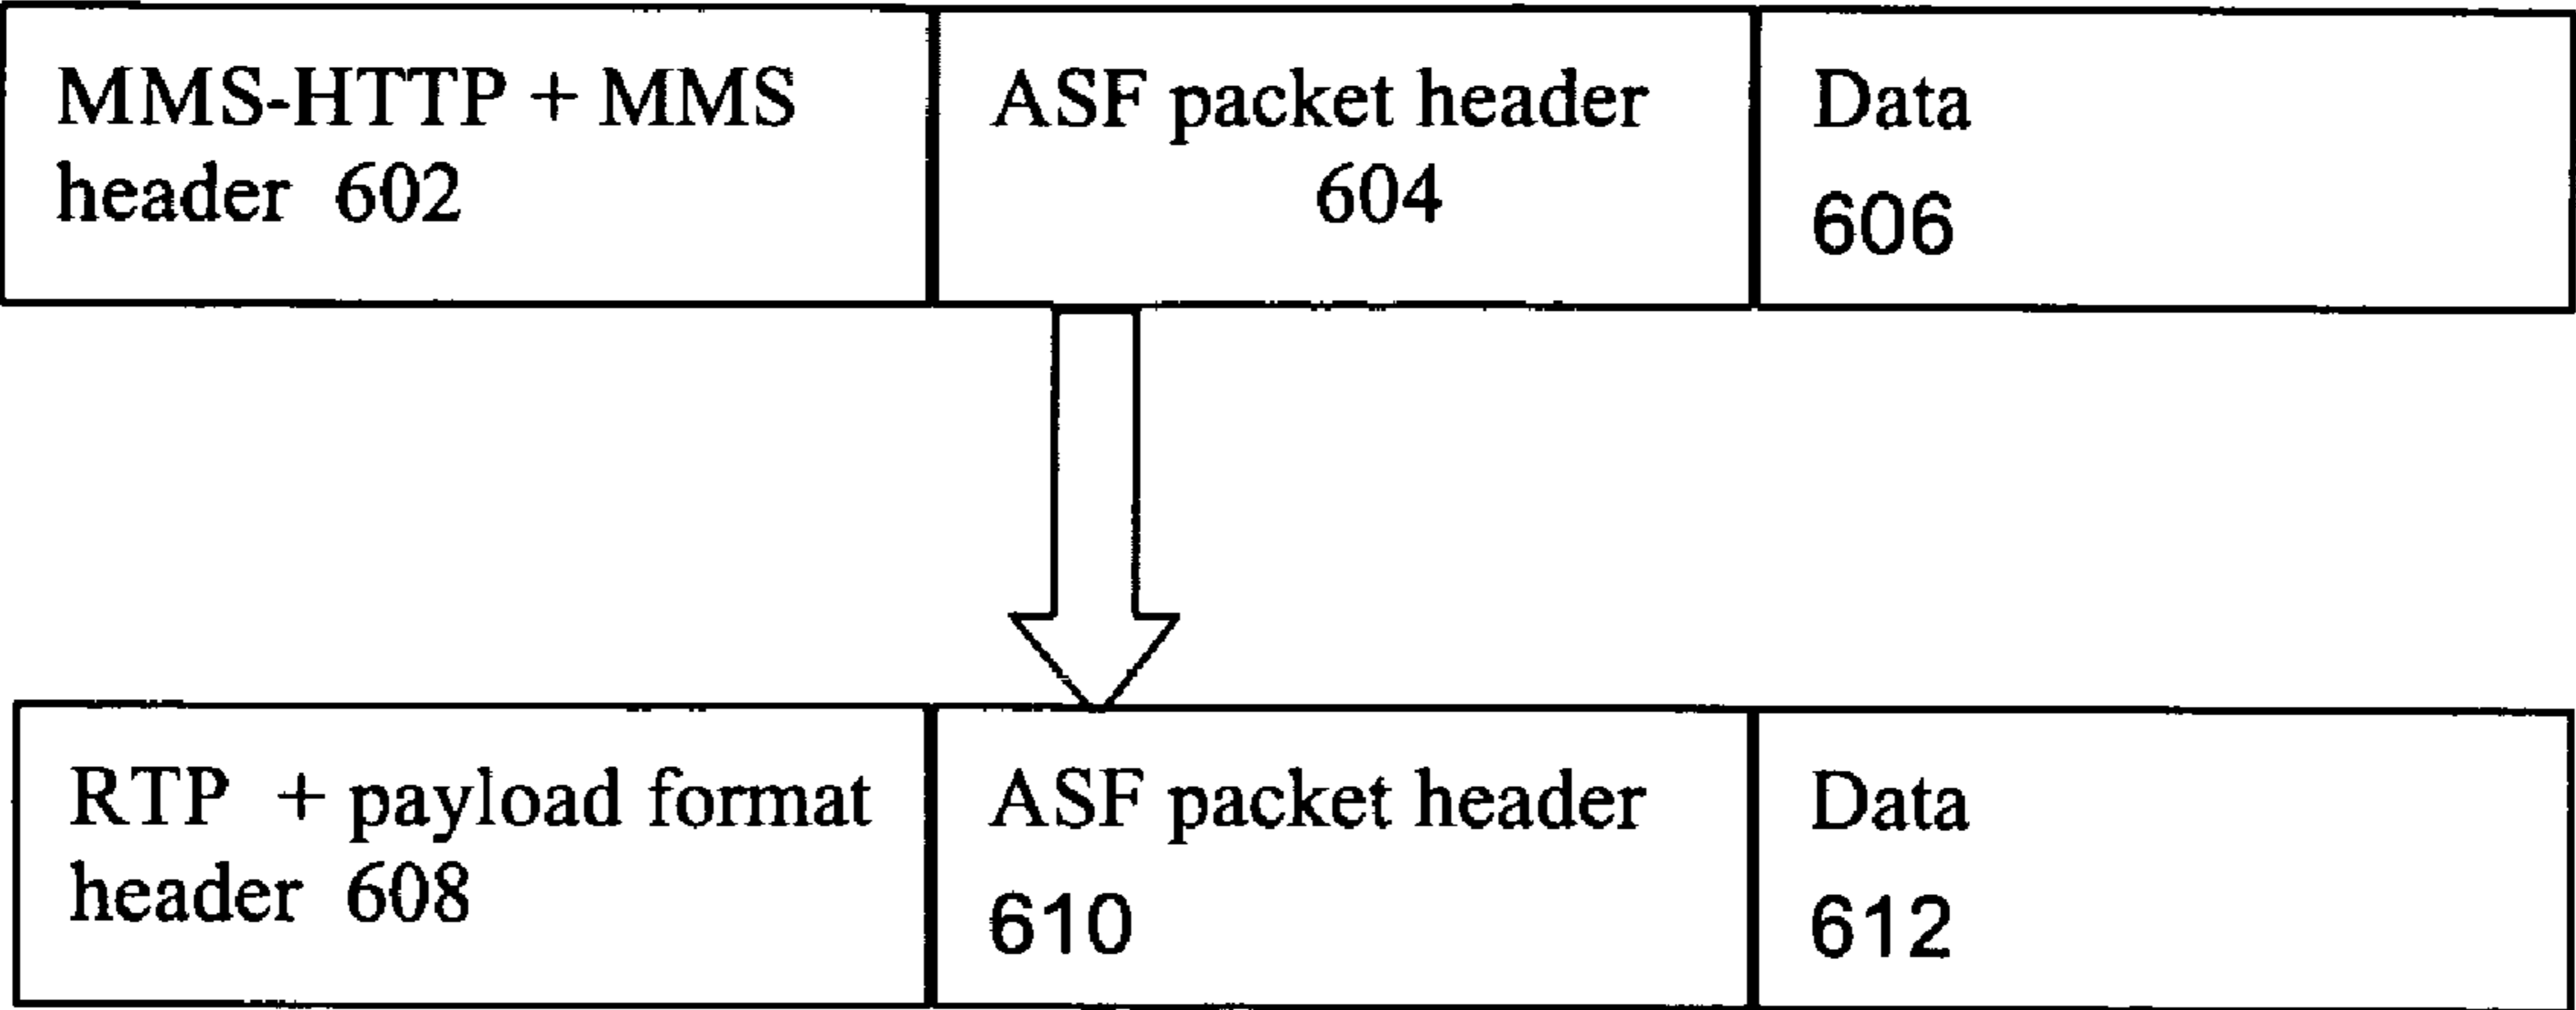 MMS-HTTP + MMS
header 602
ASF packet header
604
Data
606
RTP + payload format
header 608
ASF packet header
610
Data
612